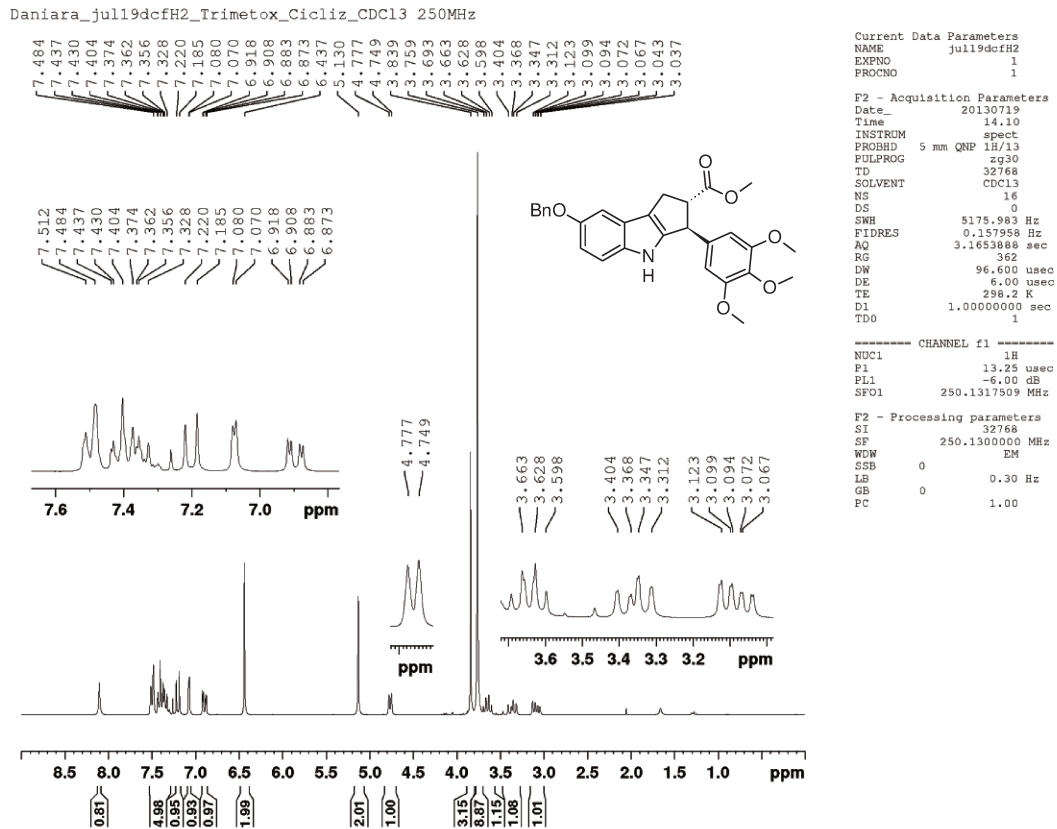 Daniara_jul19dcfH2_Trimetox_Cicliz_CDCl3 250MHz
7.484
7.437
7.430
7.404
7.374
7.362
7.356
7.328
7.220
7.185
7.080
7.070
6.918
6.908
6.883
6.873
6.437
5.130
4.777
4.749
3.839
3.759
3.693
3.663
3.628
3.598
3.404
3.368
3.347
3.312
3.123
3.099
3.094
3.072
3.067
3.043
3.037
7.512
7.484
7.437
7.430
7.404
7.374
7.362
7.356
7.328
7.220
7.185
7.080
7.070
6.918
6.908
6.883
6.873
BnO
N
H
O
O
O
O
O
4.777
4.749
3.663
3.628
3.598
3.404
3.368
3.347
3.312
3.123
3.099
3.094
3.072
3.067
7.6 7.4 7.2 7.0 ppm
ppm
3.6 3.5 3.4 3.3 3.2 ppm
8.5 8.0 7.5 7.0 6.5 6.0 5.5 5.0 4.5 4.0 3.5 3.0 2.5 2.0 1.5 1.0 ppm
0.81
4.98
0.95
0.93
0.97
1.99
2.01
1.00
3.15
8.87
1.15
1.08
1.01
Current Data Parameters
NAME jul19dcfH2
EXPNO 1
PROCNO 1
F2 - Acquisition Parameters
Date_ 20130719
Time 14.10
INSTRUM spect
PROBHD 5 mm QNP 1H/13
PULPROG zg30
TD 32768
SOLVENT CDCl3
NS 16
DS 0
SWH 5175.983 Hz
FIDRES 0.157958 Hz
AQ 3.1653888 sec
RG 362
DW 96.600 usec
DE 6.00 usec
TE 298.2 K
D1 1.00000000 sec
TD0 1
======== CHANNEL f1 ========
NUC1 1H
P1 13.25 usec
PL1 -6.00 dB
SFO1 250.1317509 MHz
F2 - Processing parameters
SI 32768
SF 250.1300000 MHz
WDW EM
SSB 0
LB 0.30 Hz
GB 0
PC 1.00